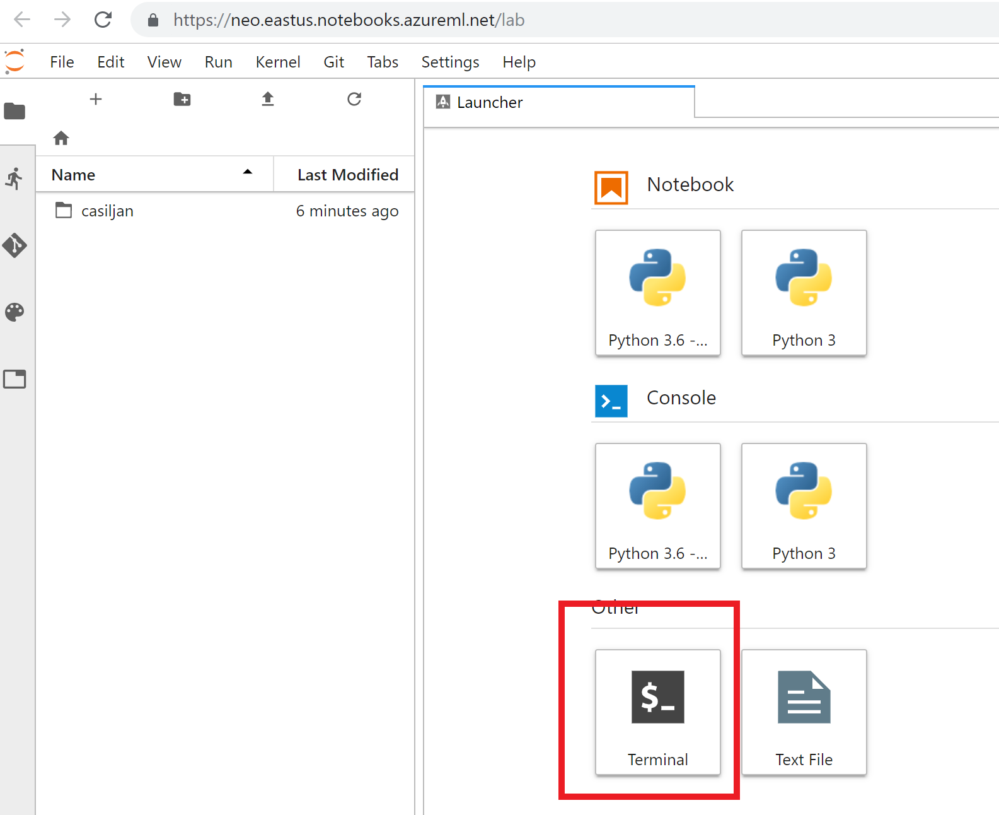 https://neo.eastus.notebooks.azureml.net/lab
File Edit View Run Kernel Git Tabs Settings Help
Launcher
Name Last Modified
casiljan 6 minutes ago
Notebook
Python 3.6 -... Python 3
Console
Python 3.6 -... Python 3
Other
$_
Terminal Text File